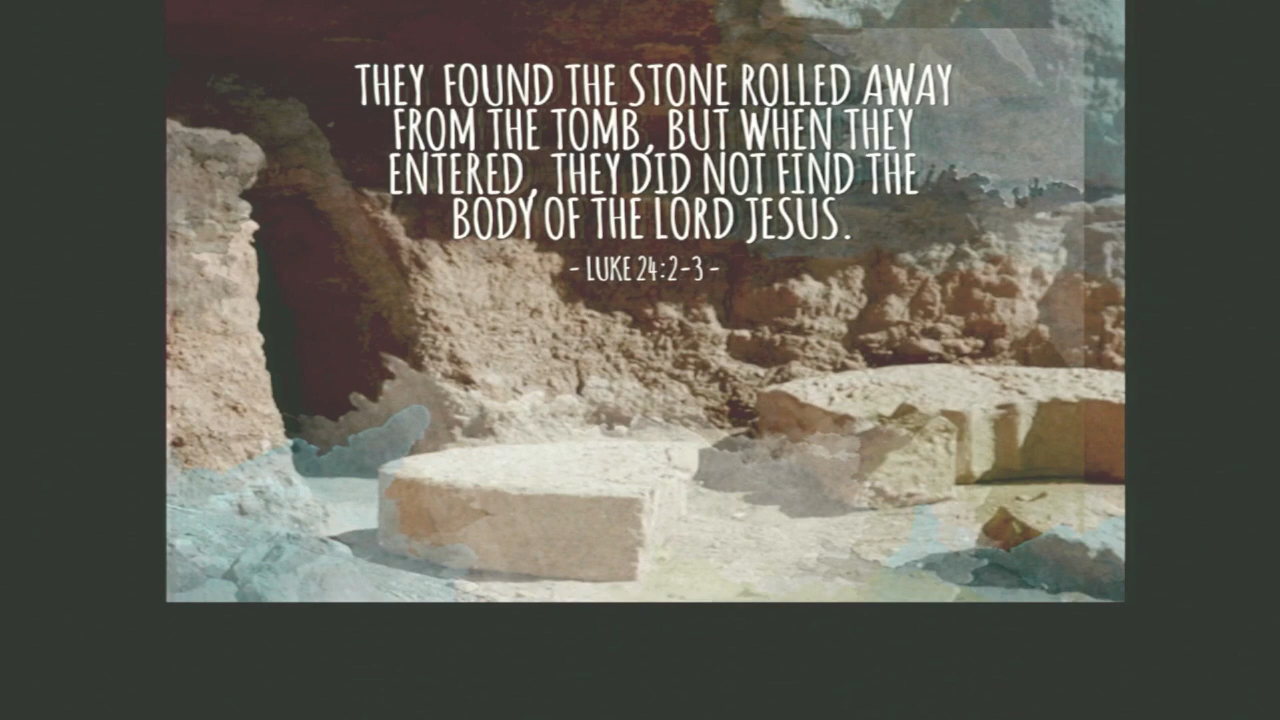 THEY FOUND THE STONE ROLLED AWAY
FROM THE TOMB, BUT WHEN THEY
ENTERED, THEY DID NOT FIND THE
BODY OF THE LORD JESUS.
- LUKE 24:2-3 -